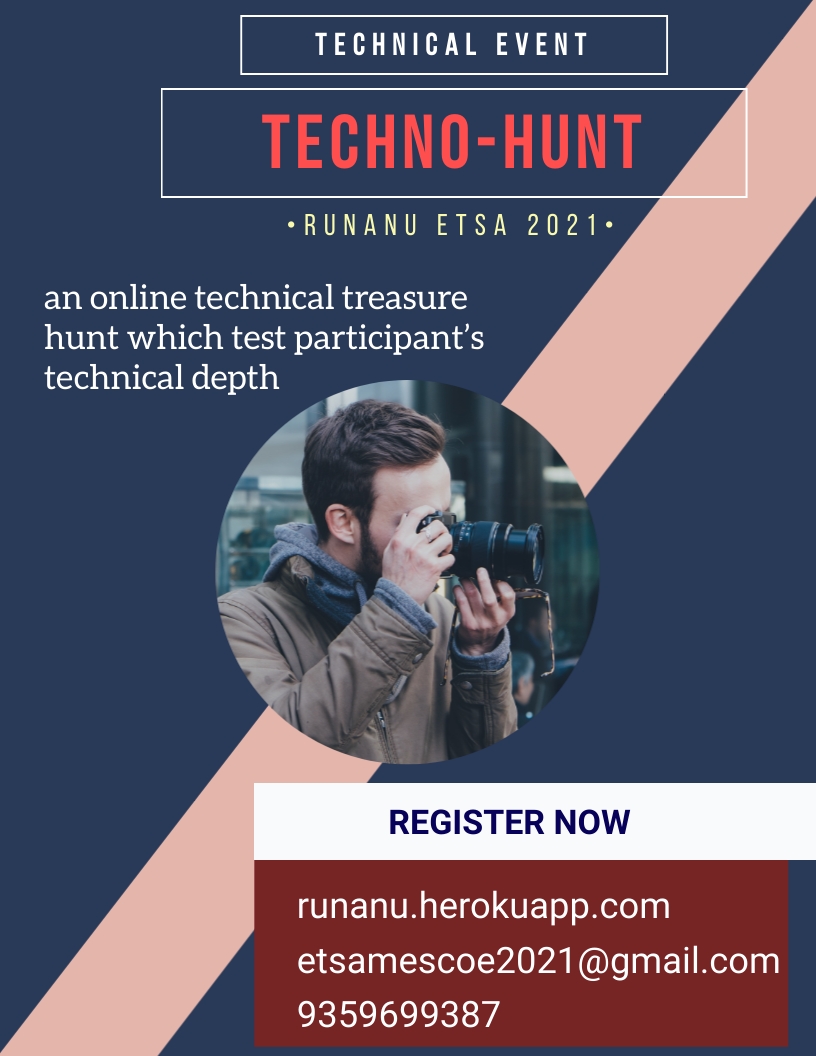 TECHNICAL EVENT
TECHNO-HUNT
•RUNANU ETSA 2021•
an online technical treasure
hunt which test participant’s
technical depth
REGISTER NOW
runanu.herokuapp.com
etsamescoe2021@gmail.com
9359699387